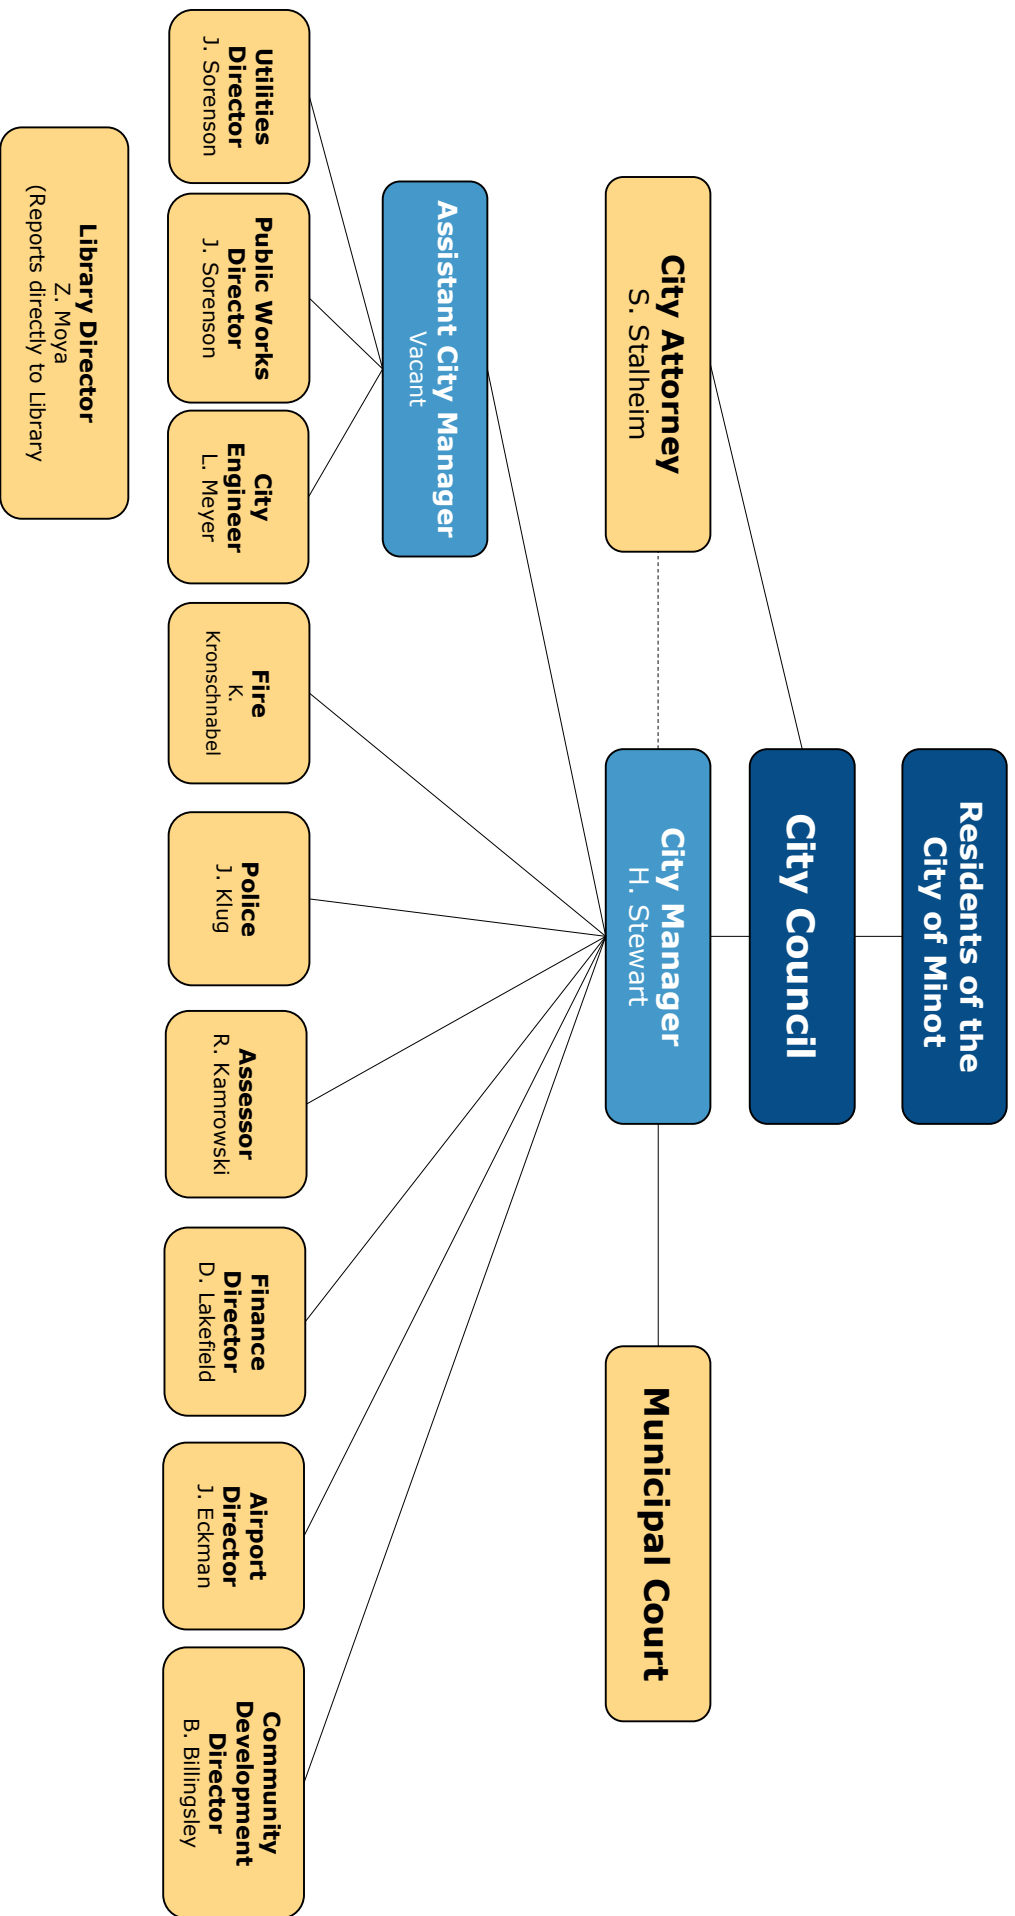 Residents of the
City of Minot
City Council
City Attorney
S. Stalheim
City Manager
H. Stewart
Municipal Court
Assistant City Manager
Vacant
Utilities
Director
J. Sorenson
Public Works
Director
J. Sorenson
City
Engineer
L. Meyer
Fire
K.
Kronschnabel
Police
J. Klug
Assessor
R. Kamrowski
Finance
Director
D. Lakefield
Airport
Director
J. Eckman
Community
Development
Director
B. Billingsley
Library Director
Z. Moya
(Reports directly to Library